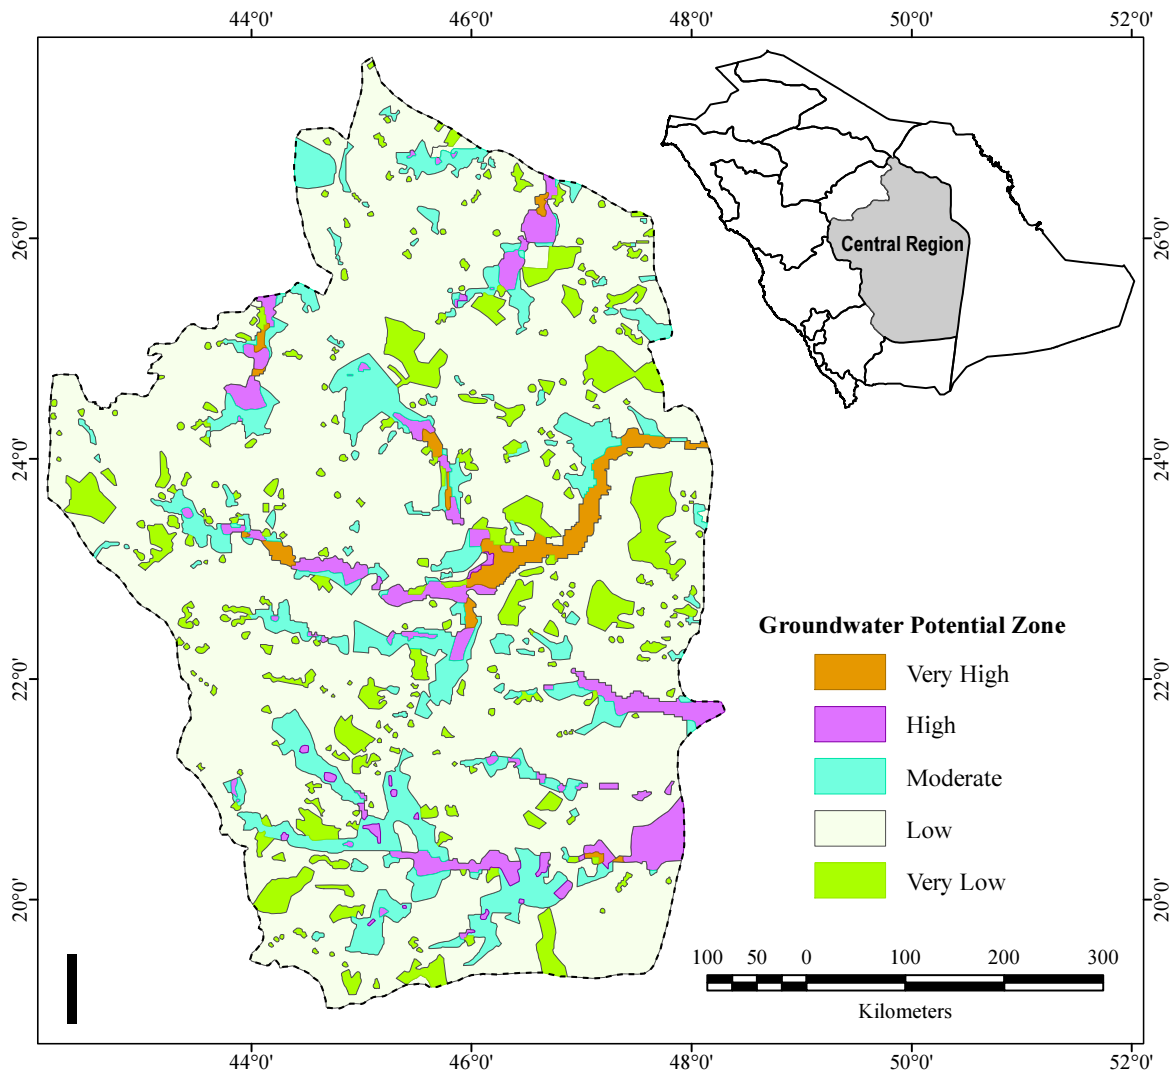 44°0' 46°0' 48°0' 50°0' 52°0'
26°0' 26°0'
Central Region
24°0' 24°0'
Groundwater Potential Zone
Very High
22°0' 22°0'
High
Moderate
Low
Very Low
20°0' 20°0'
100 50 0 100 200 300
Kilometers
44°0' 46°0' 48°0' 50°0' 52°0'